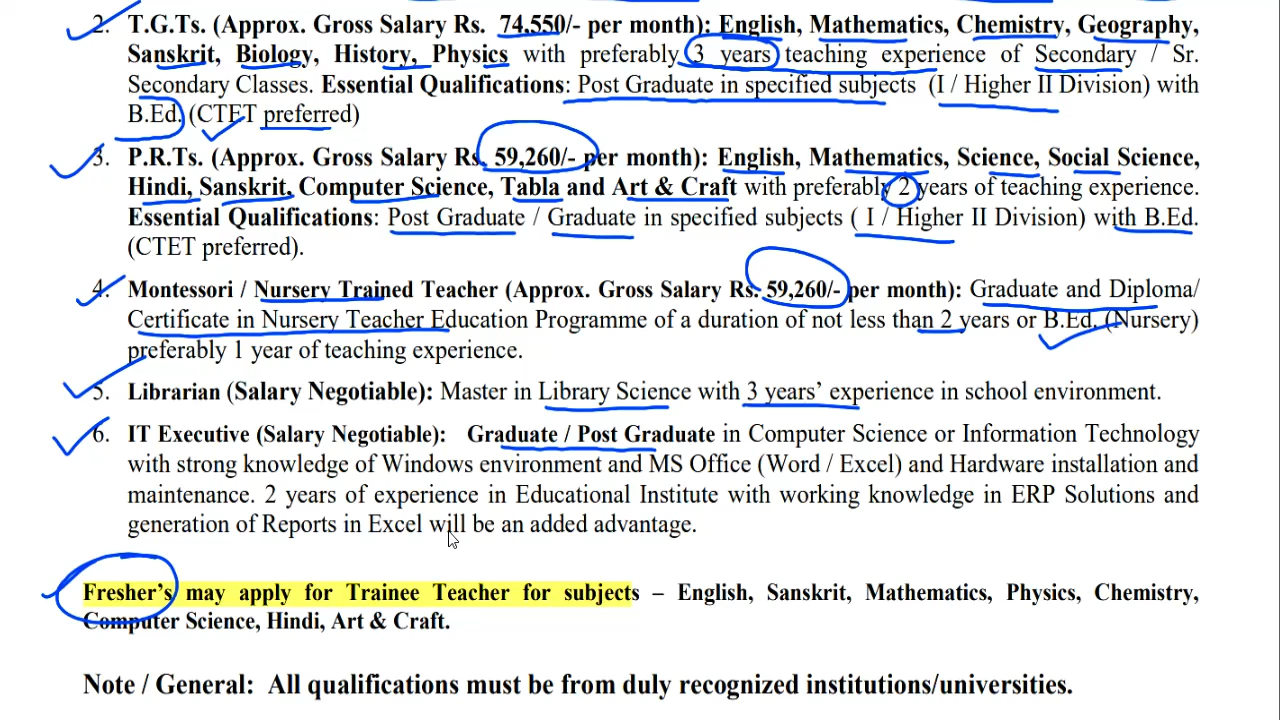 2. T.G.Ts. (Approx. Gross Salary Rs. 74,550/- per month): English, Mathematics, Chemistry, Geography,
Sanskrit, Biology, History, Physics with preferably 3 years teaching experience of Secondary / Sr.
Secondary Classes. Essential Qualifications: Post Graduate in specified subjects (I / Higher II Division) with
B.Ed. (CTET preferred)
3. P.R.Ts. (Approx. Gross Salary Rs. 59,260/- per month): English, Mathematics, Science, Social Science,
Hindi, Sanskrit, Computer Science, Tabla and Art & Craft with preferably 2 years of teaching experience.
Essential Qualifications: Post Graduate / Graduate in specified subjects ( I / Higher II Division) with B.Ed.
(CTET preferred).
4. Montessori / Nursery Trained Teacher (Approx. Gross Salary Rs. 59,260/- per month): Graduate and Diploma/
Certificate in Nursery Teacher Education Programme of a duration of not less than 2 years or B.Ed. (Nursery)
preferably 1 year of teaching experience.
5. Librarian (Salary Negotiable): Master in Library Science with 3 years’ experience in school environment.
6. IT Executive (Salary Negotiable): Graduate / Post Graduate in Computer Science or Information Technology
with strong knowledge of Windows environment and MS Office (Word / Excel) and Hardware installation and
maintenance. 2 years of experience in Educational Institute with working knowledge in ERP Solutions and
generation of Reports in Excel will be an added advantage.
Fresher’s may apply for Trainee Teacher for subjects – English, Sanskrit, Mathematics, Physics, Chemistry,
Computer Science, Hindi, Art & Craft.
Note / General: All qualifications must be from duly recognized institutions/universities.